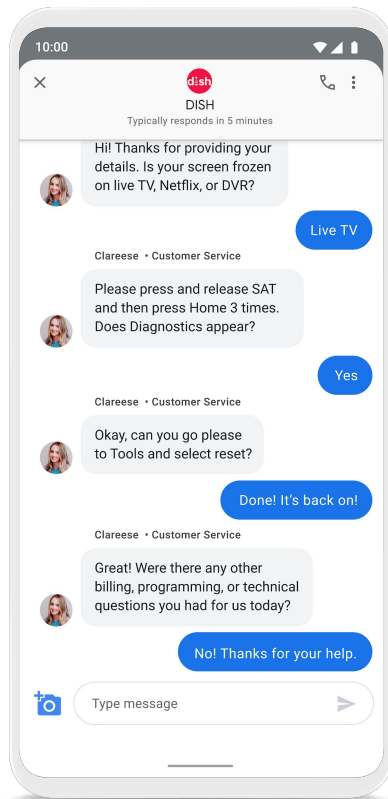 10:00
dish
DISH
Typically responds in 5 minutes
Hi! Thanks for providing your
details. Is your screen frozen
on live TV, Netflix, or DVR?
Live TV
Clareese • Customer Service
Please press and release SAT
and then press Home 3 times.
Does Diagnostics appear?
Yes
Clareese • Customer Service
Okay, can you go please
to Tools and select reset?
Done! It's back on!
Clareese • Customer Service
Great! Were there any other
billing, programming, or technical
questions you had for us today?
No! Thanks for your help.
Type message